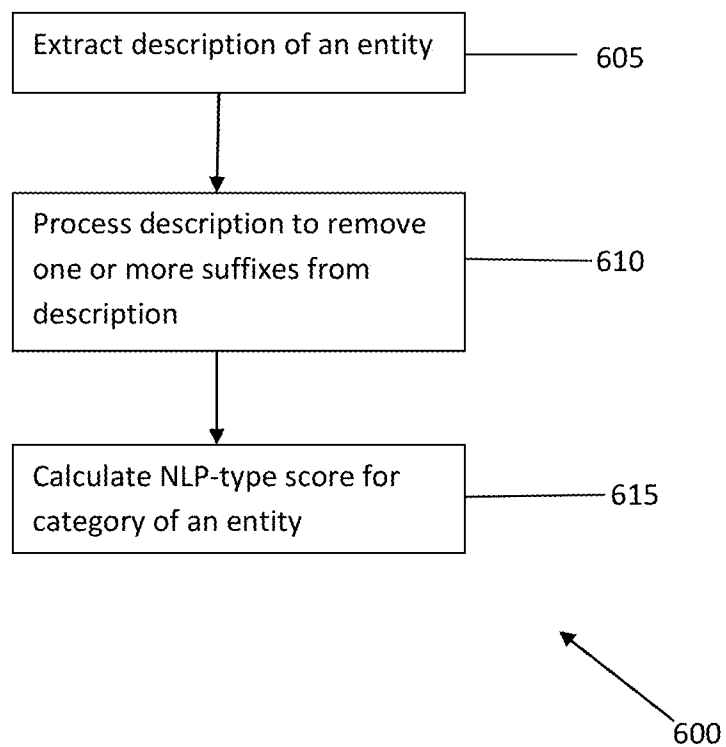 Extract description of an entity
605
Process description to remove
one or more suffixes from
description
610
Calculate NLP-type score for
category of an entity
615
600